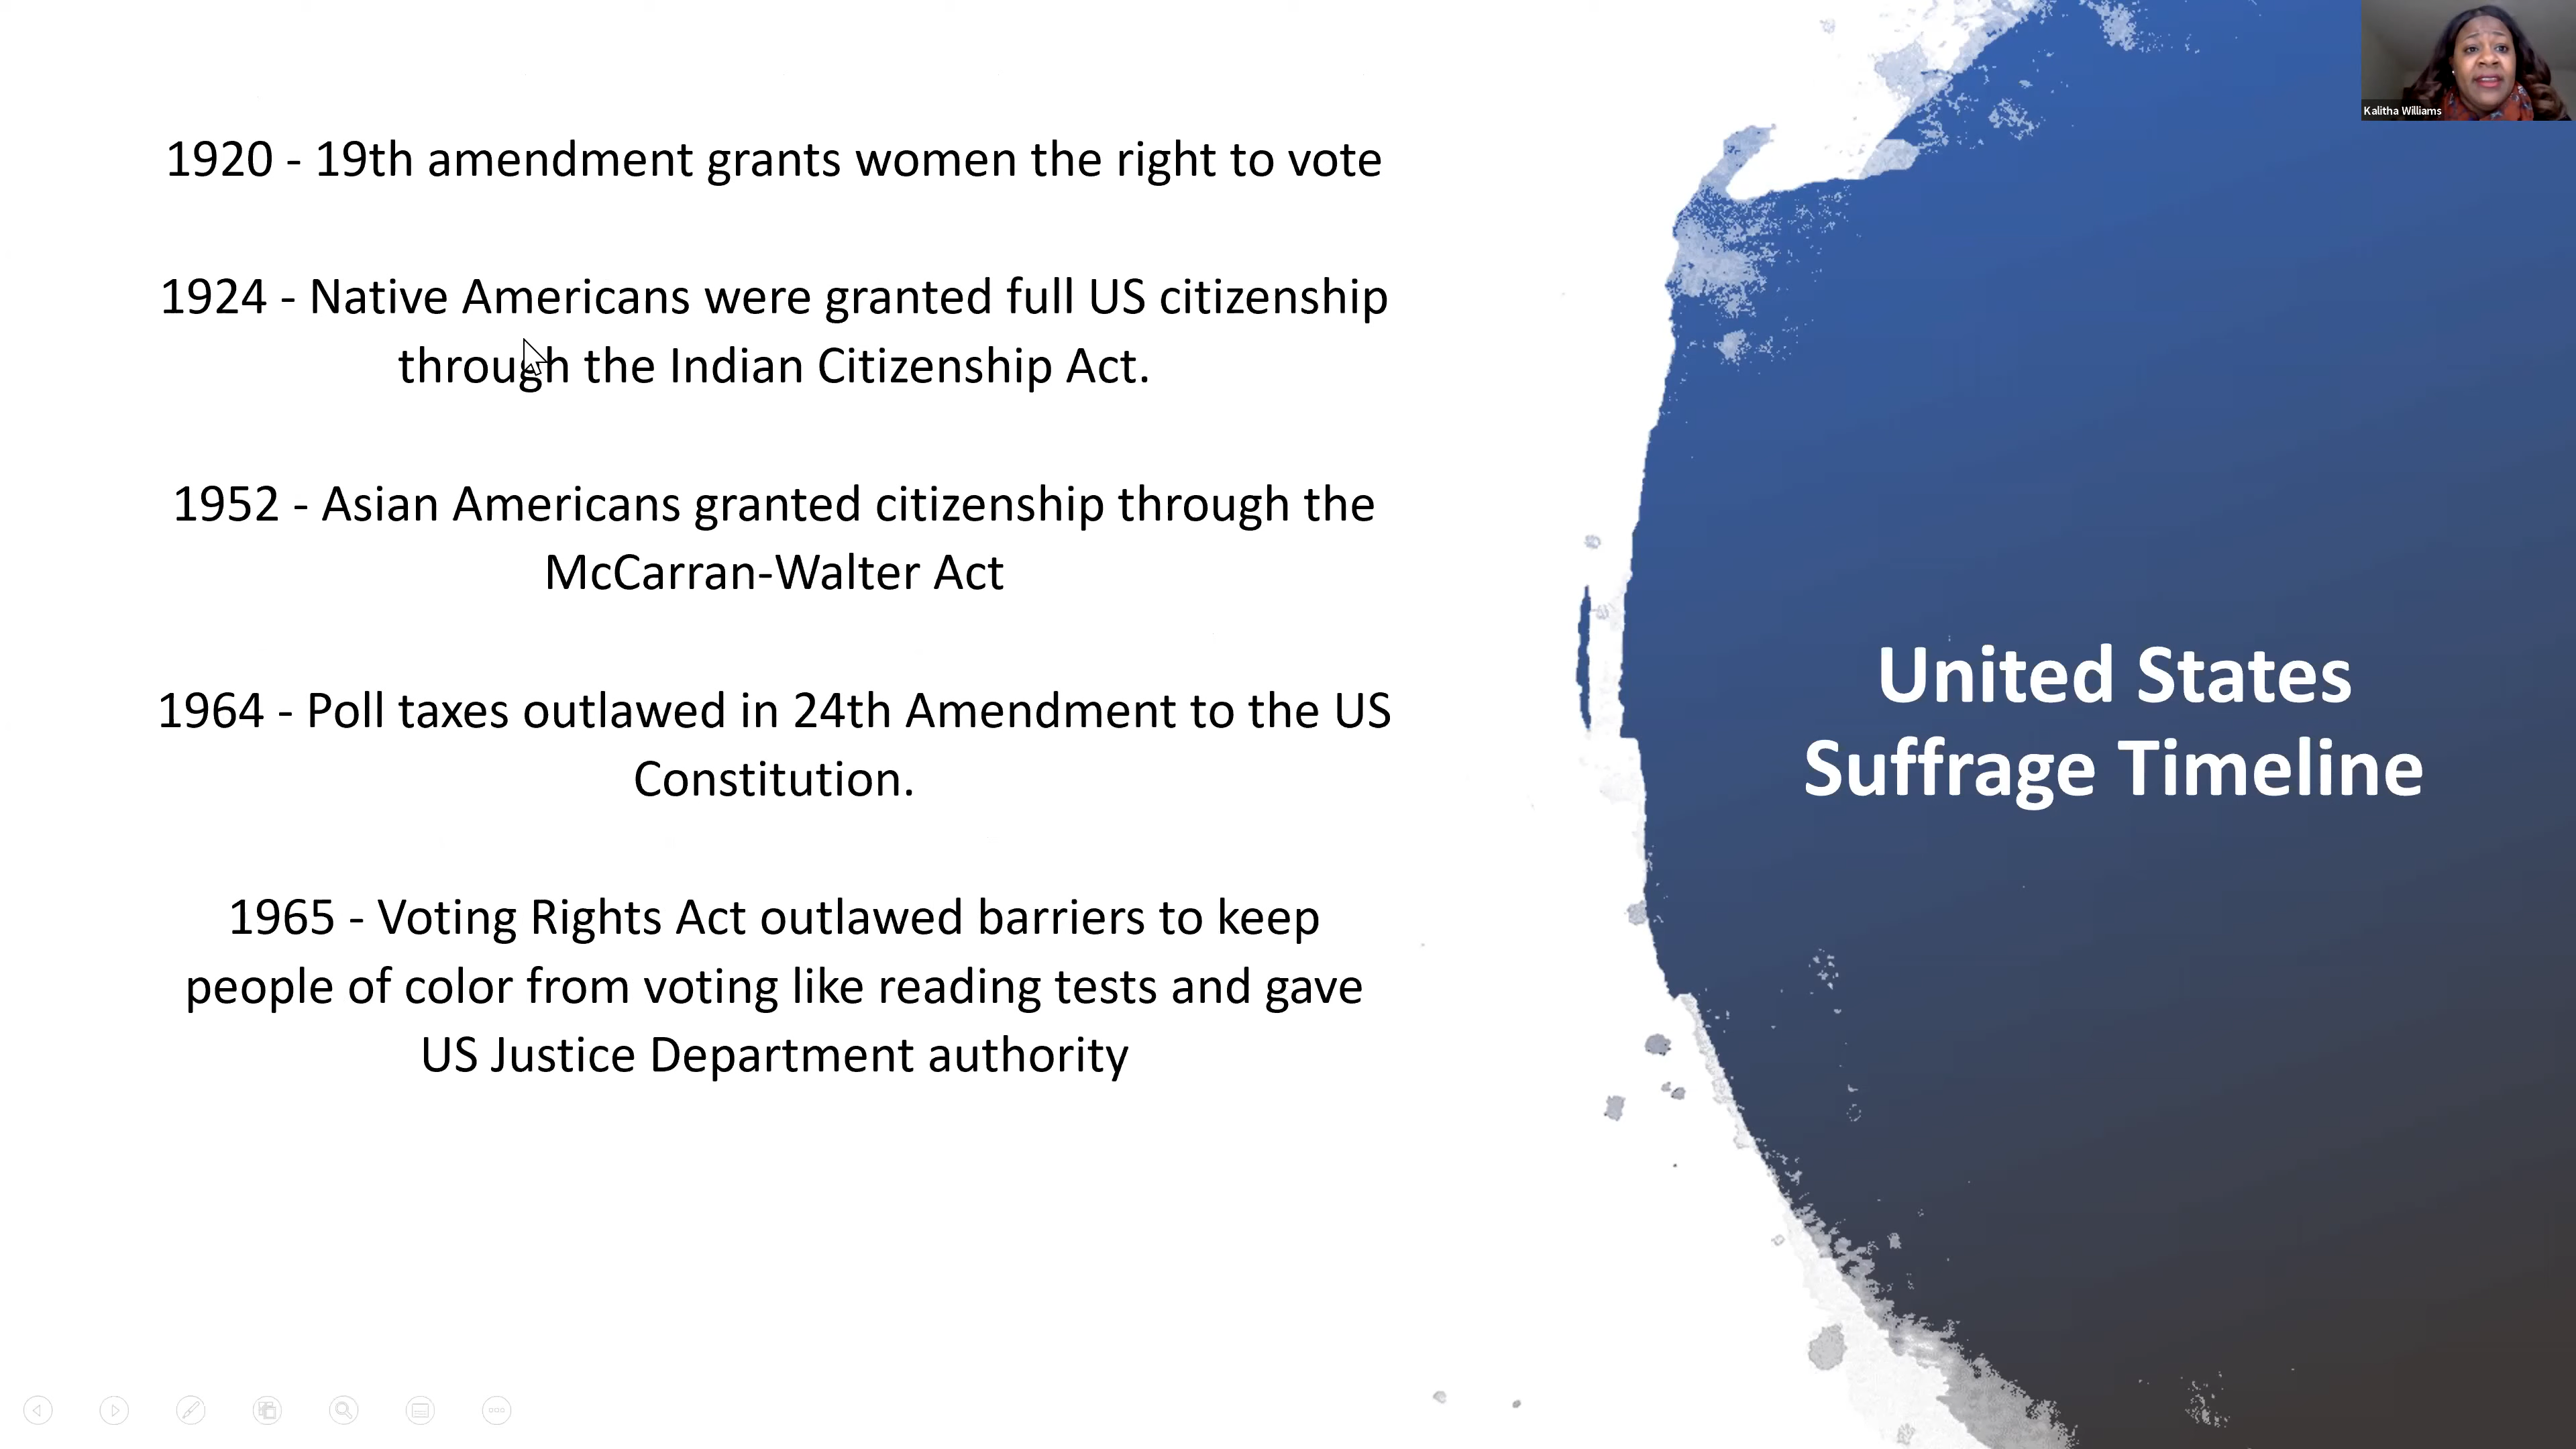 1920 - 19th amendment grants women the right to vote
1924 - Native Americans were granted full US citizenship
through the Indian Citizenship Act.
1952 - Asian Americans granted citizenship through the
McCarran-Walter Act
1964 - Poll taxes outlawed in 24th Amendment to the US
Constitution.
1965 - Voting Rights Act outlawed barriers to keep
people of color from voting like reading tests and gave
US Justice Department authority
United States
Suffrage Timeline
Kalitha Williams